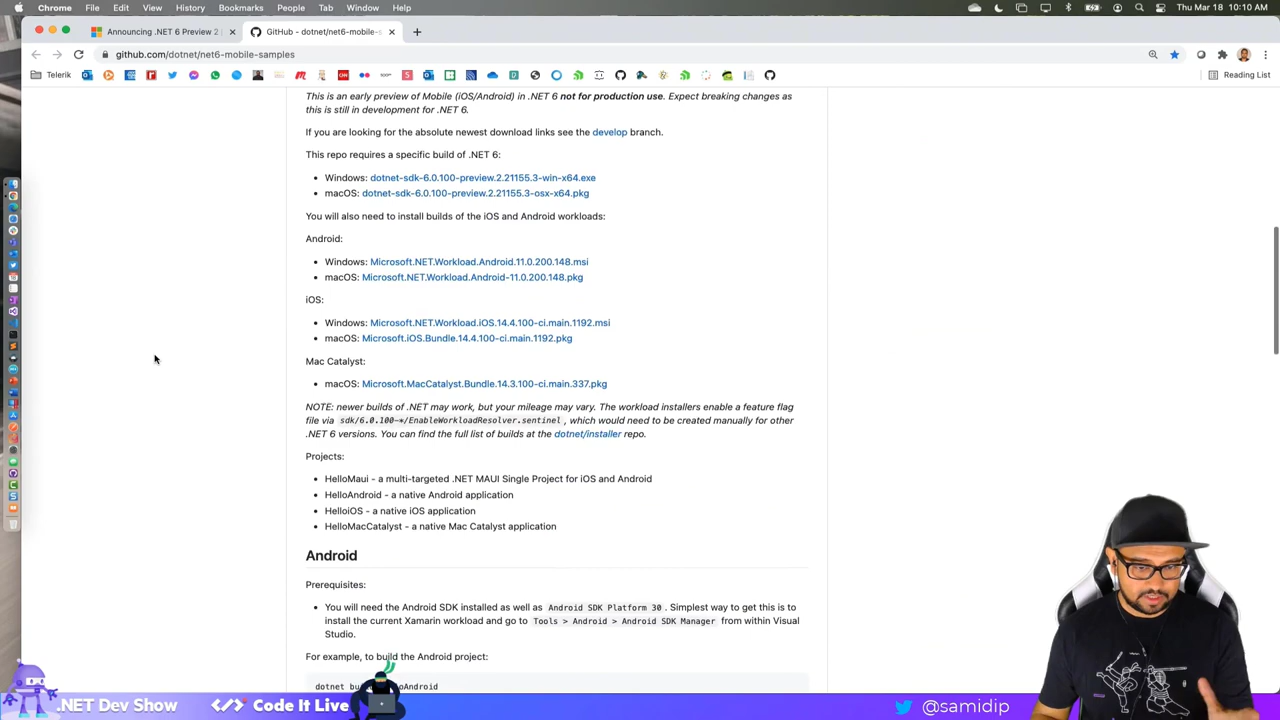 Chrome File Edit View History Bookmarks People Tab Window Help
Thu Mar 18 10:10 AM
Announcing .NET 6 Preview 2
GitHub - dotnet/net6-mobile-s
github.com/dotnet/net6-mobile-samples
Telerik
Reading List
This is an early preview of Mobile (iOS/Android) in .NET 6 not for production use. Expect breaking changes as
this is still in development for .NET 6.
If you are looking for the absolute newest download links see the develop branch.
This repo requires a specific build of .NET 6:
• Windows: dotnet-sdk-6.0.100-preview.2.21155.3-win-x64.exe
• macOS: dotnet-sdk-6.0.100-preview.2.21155.3-osx-x64.pkg
You will also need to install builds of the iOS and Android workloads:
Android:
• Windows: Microsoft.NET.Workload.Android.11.0.200.148.msi
• macOS: Microsoft.NET.Workload.Android-11.0.200.148.pkg
iOS:
• Windows: Microsoft.NET.Workload.iOS.14.4.100-ci.main.1192.msi
• macOS: Microsoft.iOS.Bundle.14.4.100-ci.main.1192.pkg
Mac Catalyst:
• macOS: Microsoft.MacCatalyst.Bundle.14.3.100-ci.main.337.pkg
NOTE: newer builds of .NET may work, but your mileage may vary. The workload installers enable a feature flag
file via sdk/6.0.100-*/EnableWorkloadResolver.sentinel , which would need to be created manually for other
.NET 6 versions. You can find the full list of builds at the dotnet/installer repo.
Projects:
• HelloMaui - a multi-targeted .NET MAUI Single Project for iOS and Android
• HelloAndroid - a native Android application
• HelloiOS - a native iOS application
• HelloMacCatalyst - a native Mac Catalyst application
Android
Prerequisites:
• You will need the Android SDK installed as well as Android SDK Platform 30 . Simplest way to get this is to
install the current Xamarin workload and go to Tools > Android > Android SDK Manager from within Visual
Studio.
For example, to build the Android project:
dotnet bu oAndroid
.NET Dev Show Code It Live @samidip